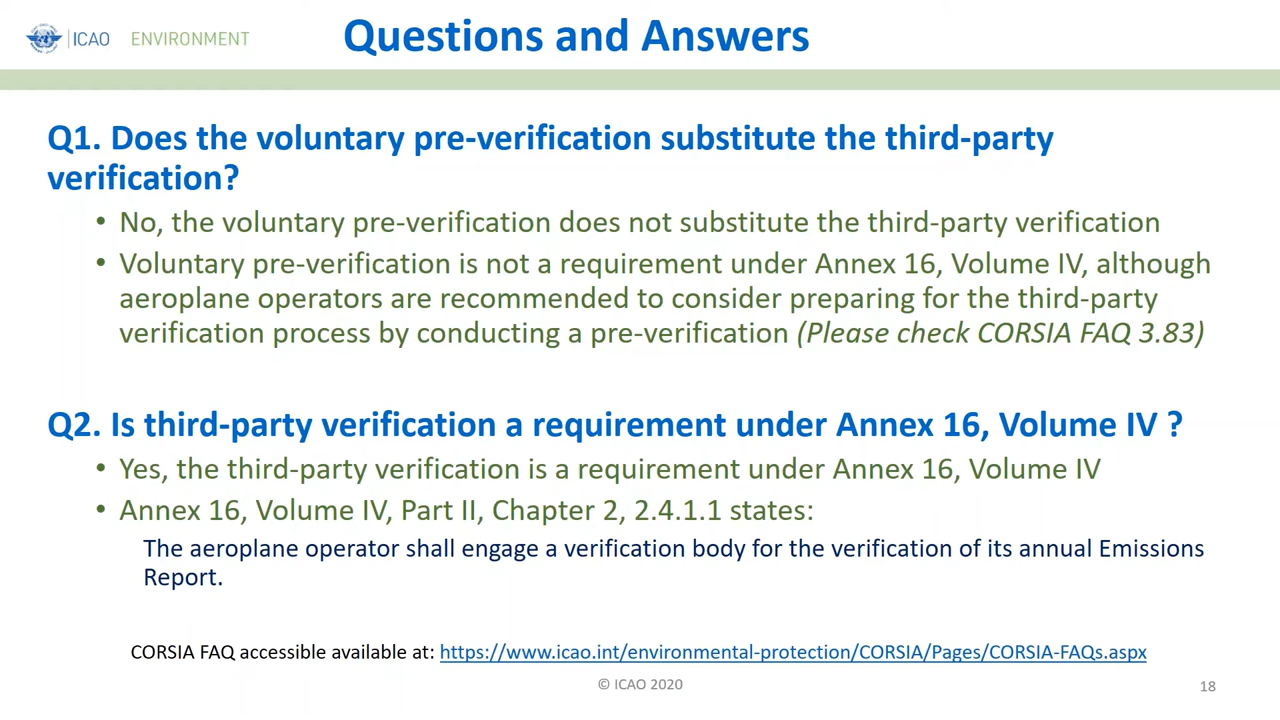 ICAO ENVIRONMENT
Questions and Answers
Q1. Does the voluntary pre-verification substitute the third-party
verification?
• No, the voluntary pre-verification does not substitute the third-party verification
• Voluntary pre-verification is not a requirement under Annex 16, Volume IV, although
aeroplane operators are recommended to consider preparing for the third-party
verification process by conducting a pre-verification (Please check CORSIA FAQ 3.83)
Q2. Is third-party verification a requirement under Annex 16, Volume IV ?
• Yes, the third-party verification is a requirement under Annex 16, Volume IV
• Annex 16, Volume IV, Part II, Chapter 2, 2.4.1.1 states:
The aeroplane operator shall engage a verification body for the verification of its annual Emissions
Report.
CORSIA FAQ accessible available at: https://www.icao.int/environmental-protection/CORSIA/Pages/CORSIA-FAQs.aspx
© ICAO 2020
18